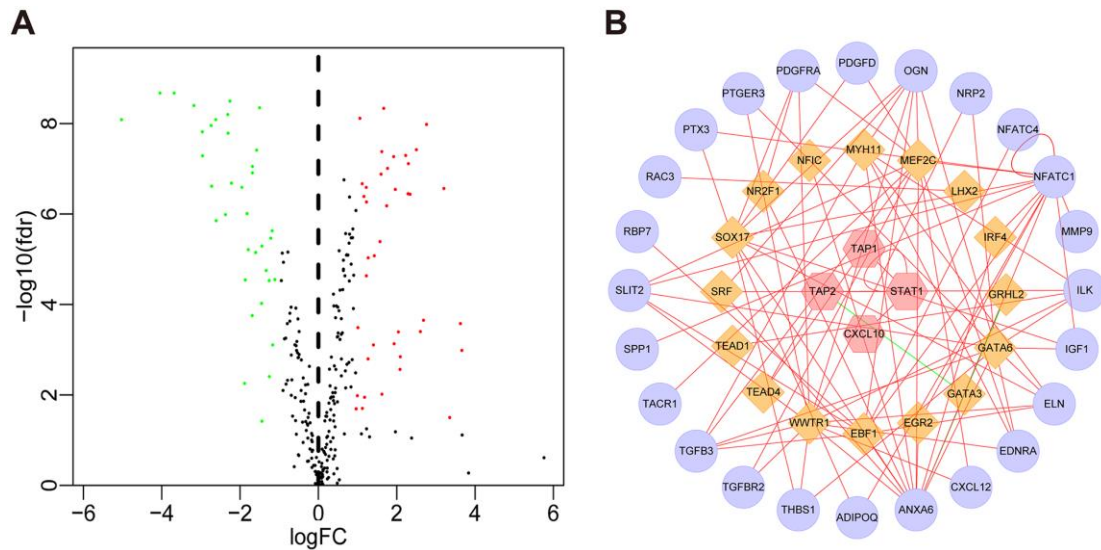 A
−log10(fdr)
8
6
4
2
0
−6
−4
−2
0
2
4
6
logFC
B
PDGFRA
PDGFD
OGN
NRP2
NFATC4
NFATC1
MMP9
ILK
IGF1
ELN
EDNRA
CXCL12
ANXA6
ADIPOQ
THBS1
TGFBR2
TGFB3
TACR1
SPP1
SLIT2
RBP7
RAC3
PTX3
PTGER3
NFIC
MYH11
MEF2C
LHX2
IRF4
GRHL2
GATA6
GATA3
EGR2
EBF1
WWTR1
TEAD4
TEAD1
SRF
SOX17
NR2F1
TAP1
TAP2
STAT1
CXCL10